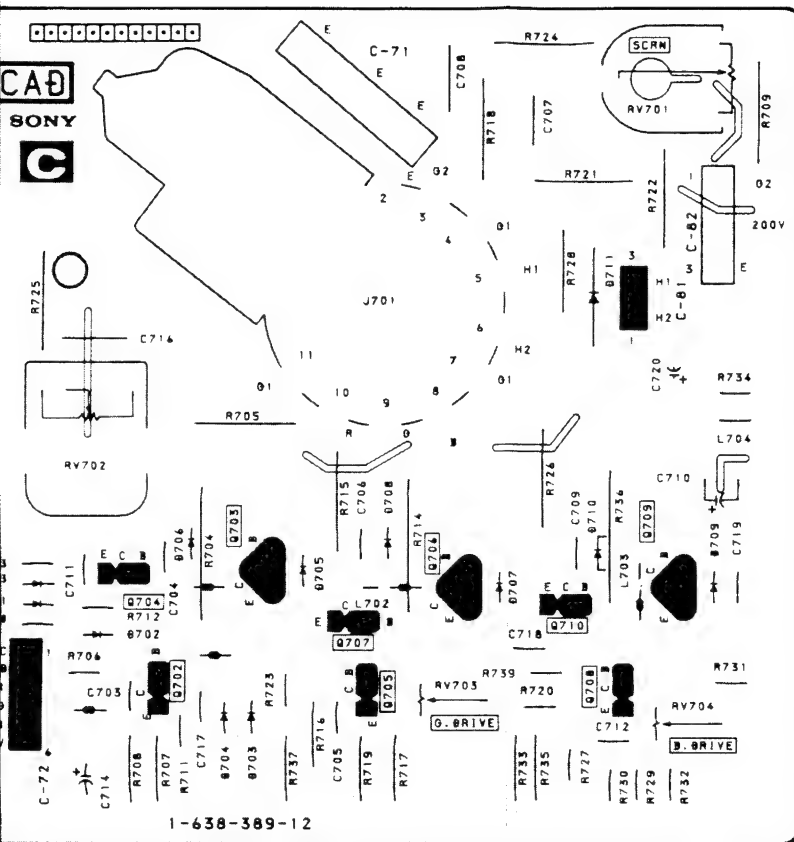 E
C-71
E
E
E
C708
R724
SCRN
RV701
R709
CAD
SONY
C
R718
C707
R721
R722
G2
2
3
4
G1
1
G2
C-82
200V
3
E
R725
C716
J701
5
H1
R728
D711
3
H1
C-81
H2
1
6
7
H2
8
G1
9
10
11
G1
C720
+
R734
L704
R705
R
G
B
RV702
R715
C706
D708
R714
R726
C709
D710
R736
C710
+
D709
C719
D706
R704
Q703
B
C
E
D705
Q706
B
C
E
D707
L703
Q709
B
C
E
C711
E C B
Q704
R712
D702
C704
L702
E C B
Q707
E C B
Q710
C718
R706
C703
B
C
E
Q702
R723
B
C
E
Q705
R739
RV703
R720
G.DRIVE
Q708
B
C
E
C712
R731
RV704
B.DRIVE
1
C-72
+
C714
R708
R707
R711
C717
D704
D703
R737
R716
C705
R719
R717
R733
R735
R727
R730
R729
R732
1-638-389-12